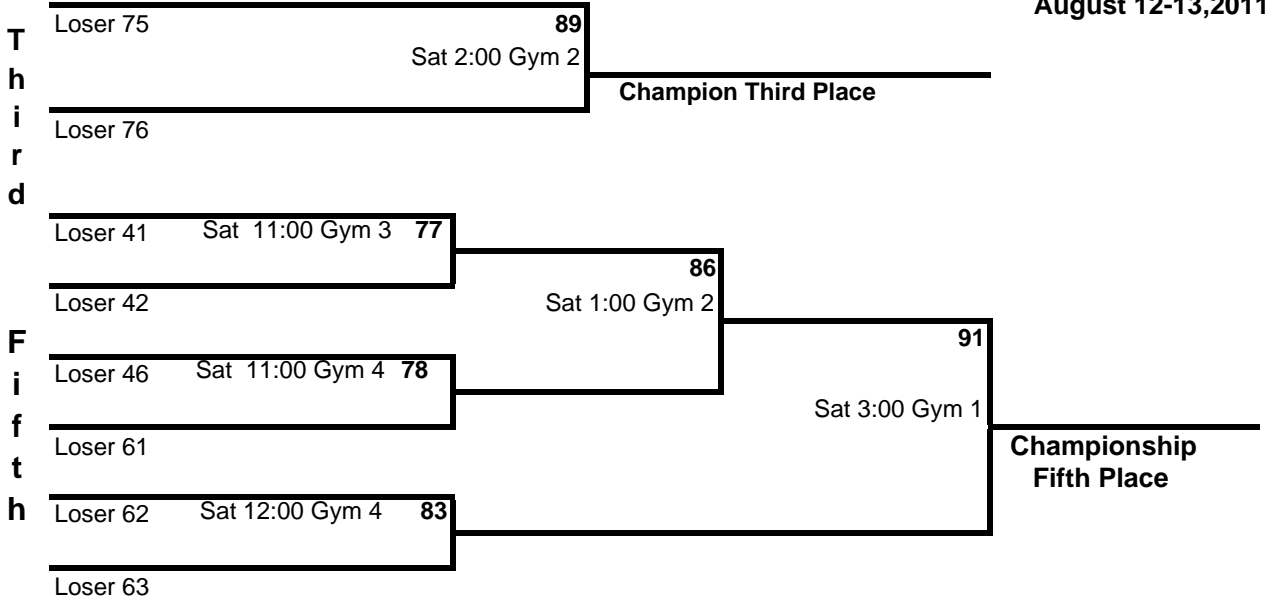 August 12-13,2011
Third
Loser 75
89
Sat 2:00 Gym 2
Champion Third Place
Loser 76
Fifth
Loser 41 Sat 11:00 Gym 3 77
Loser 42
86
Sat 1:00 Gym 2
Loser 46 Sat 11:00 Gym 4 78
Loser 61
91
Sat 3:00 Gym 1
Championship
Fifth Place
Loser 62 Sat 12:00 Gym 4 83
Loser 63